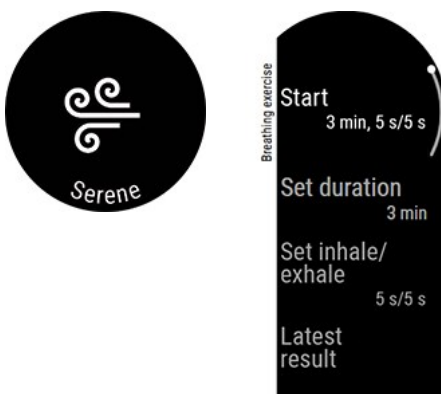 Serene
Breathing exercise
Start
3 min, 5 s/5 s
Set duration
3 min
Set inhale/
exhale
5 s/5 s
Latest
result